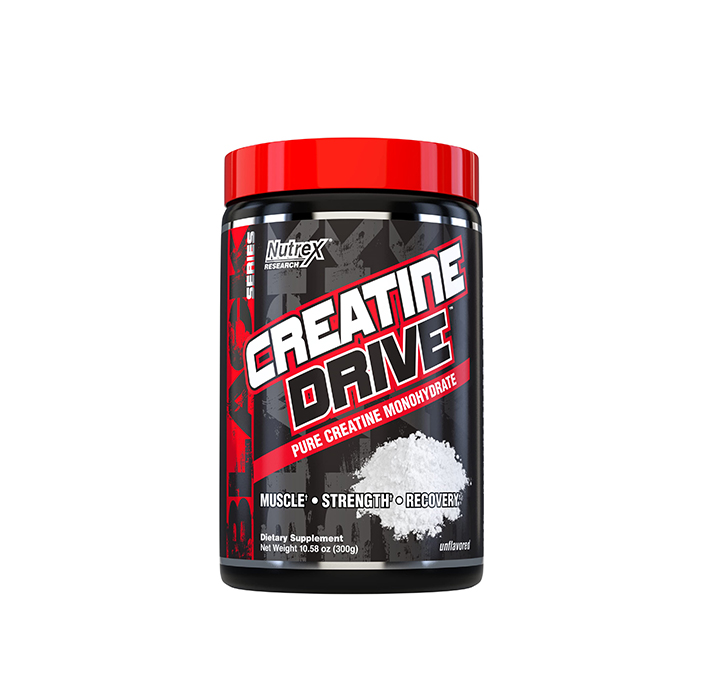 BLACK
SERIES
Nutrex
RESEARCH
CREATINE
DRIVE™
PURE CREATINE MONOHYDRATE
MUSCLE‡ • STRENGTH‡ • RECOVERY‡
Dietary Supplement
Net Weight 10.58 oz (300g)
unflavored